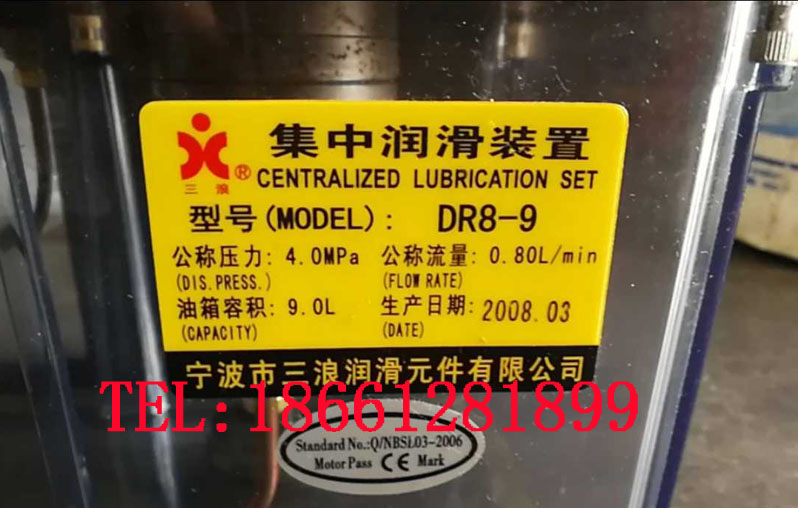 集中润滑装置
三浪 ®
CENTRALIZED LUBRICATION SET
型号(MODEL): DR8-9
公称压力: 4.0MPa 公称流量: 0.80L/min
(DIS.PRESS.) (FLOW RATE)
油箱容积: 9.0L 生产日期: 2008.03
(CAPACITY) (DATE)
宁波市三浪润滑元件有限公司
TEL:18661281899
Standard No.:Q/NBSL03-2006
Motor Pass CE Mark